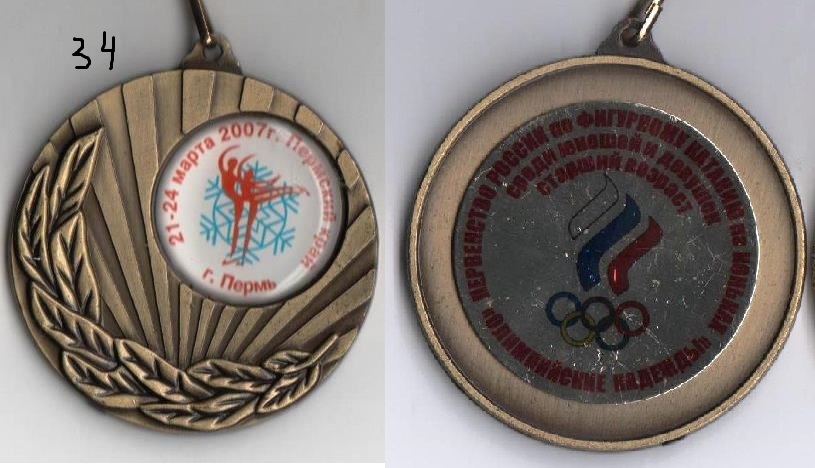 34
21-24 марта 2007г. Пермский край
г. Пермь
ПЕРВЕНСТВО РОССИИ по ФИГУРНОМУ КАТАНИЮ на КОНЬКАХ
СРЕДИ ЮНОШЕЙ И ДЕВУШЕК
СТАРШИЙ ВОЗРАСТ
"ОЛИМПИЙСКИЕ НАДЕЖДЫ"